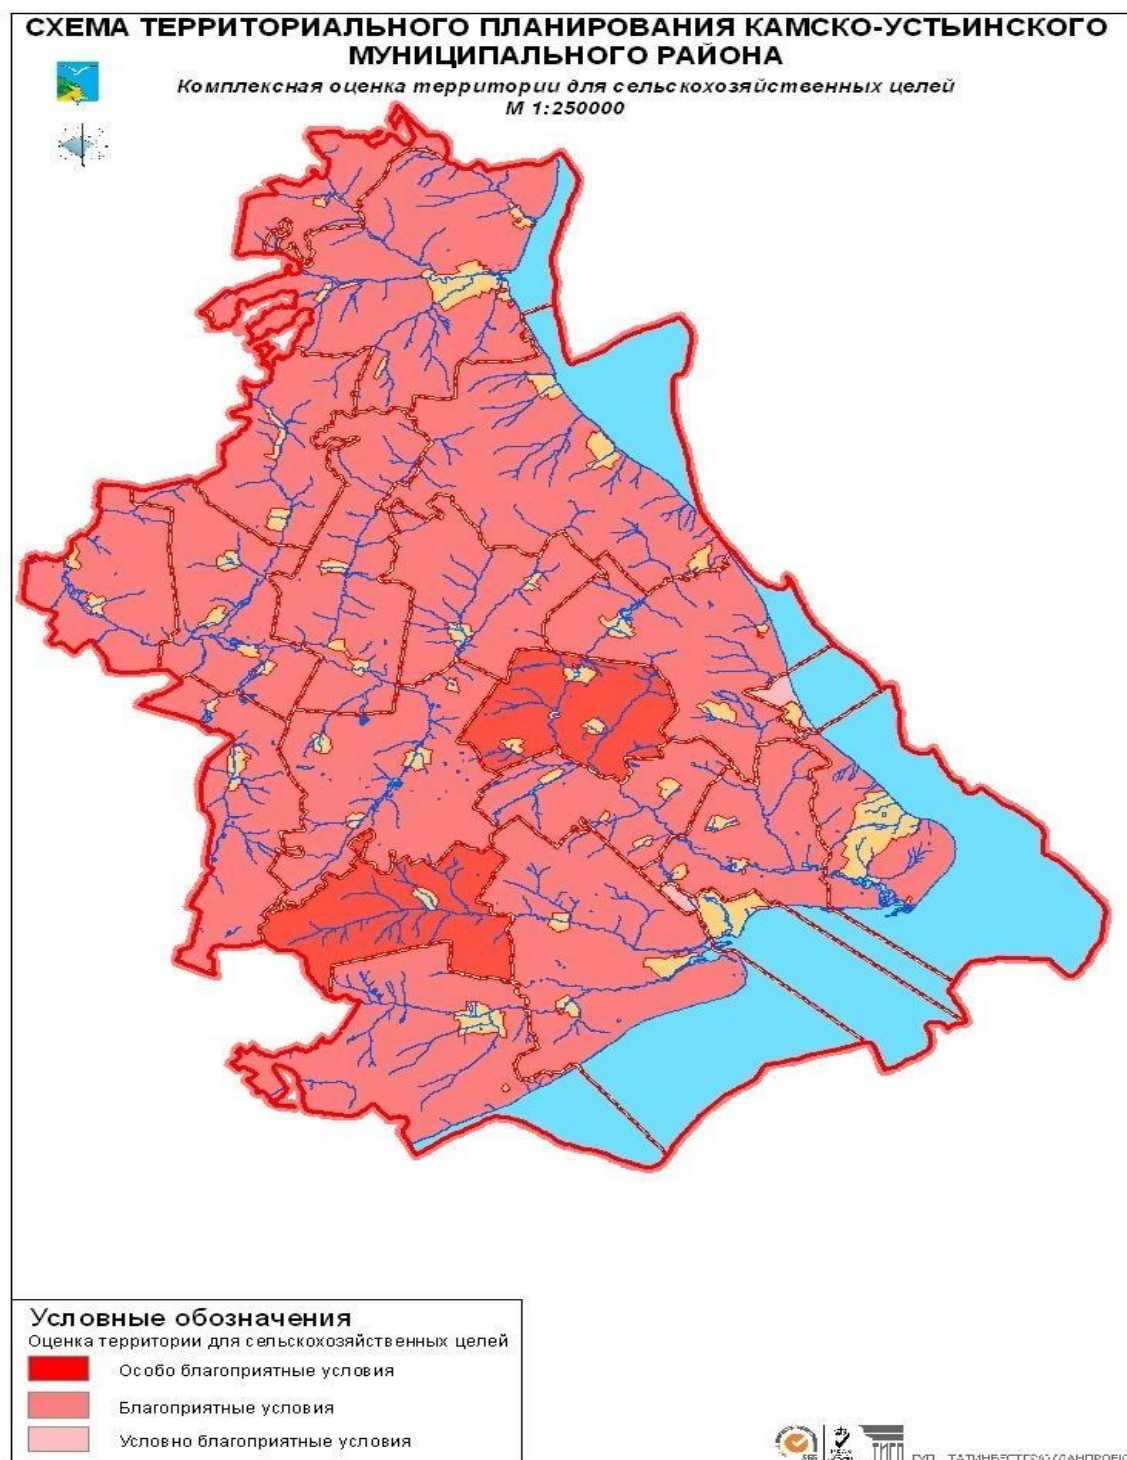 СХЕМА ТЕРРИТОРИАЛЬНОГО ПЛАНИРОВАНИЯ КАМСКО-УСТЬИНСКОГО
МУНИЦИПАЛЬНОГО РАЙОНА
Комплексная оценка территории для сельскохозяйственных целей
М 1:250000
Условные обозначения
Оценка территории для сельскохозяйственных целей
Особо благоприятные условия
Благоприятные условия
Условно благоприятные условия